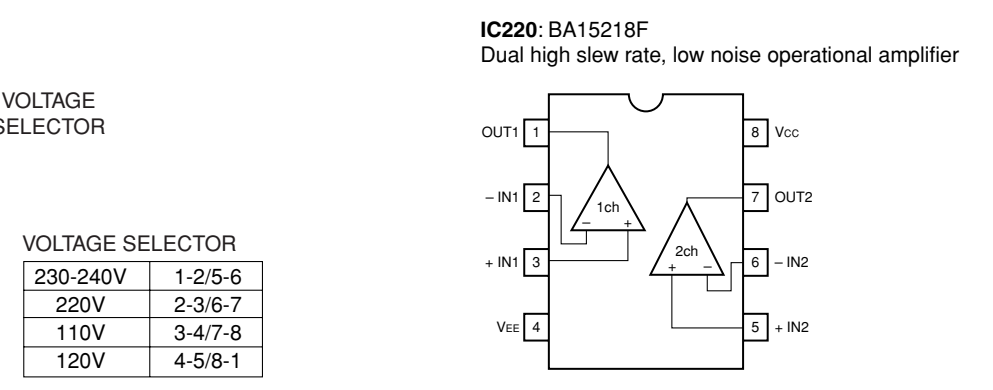 IC220: BA15218F
Dual high slew rate, low noise operational amplifier
VOLTAGE
SELECTOR
OUT1 1
8 VCC
– IN1 2
7 OUT2
1ch
– +
+ IN1 3
2ch
+ –
6 – IN2
VEE 4
5 + IN2
VOLTAGE SELECTOR
230-240V 1-2/5-6
220V 2-3/6-7
110V 3-4/7-8
120V 4-5/8-1